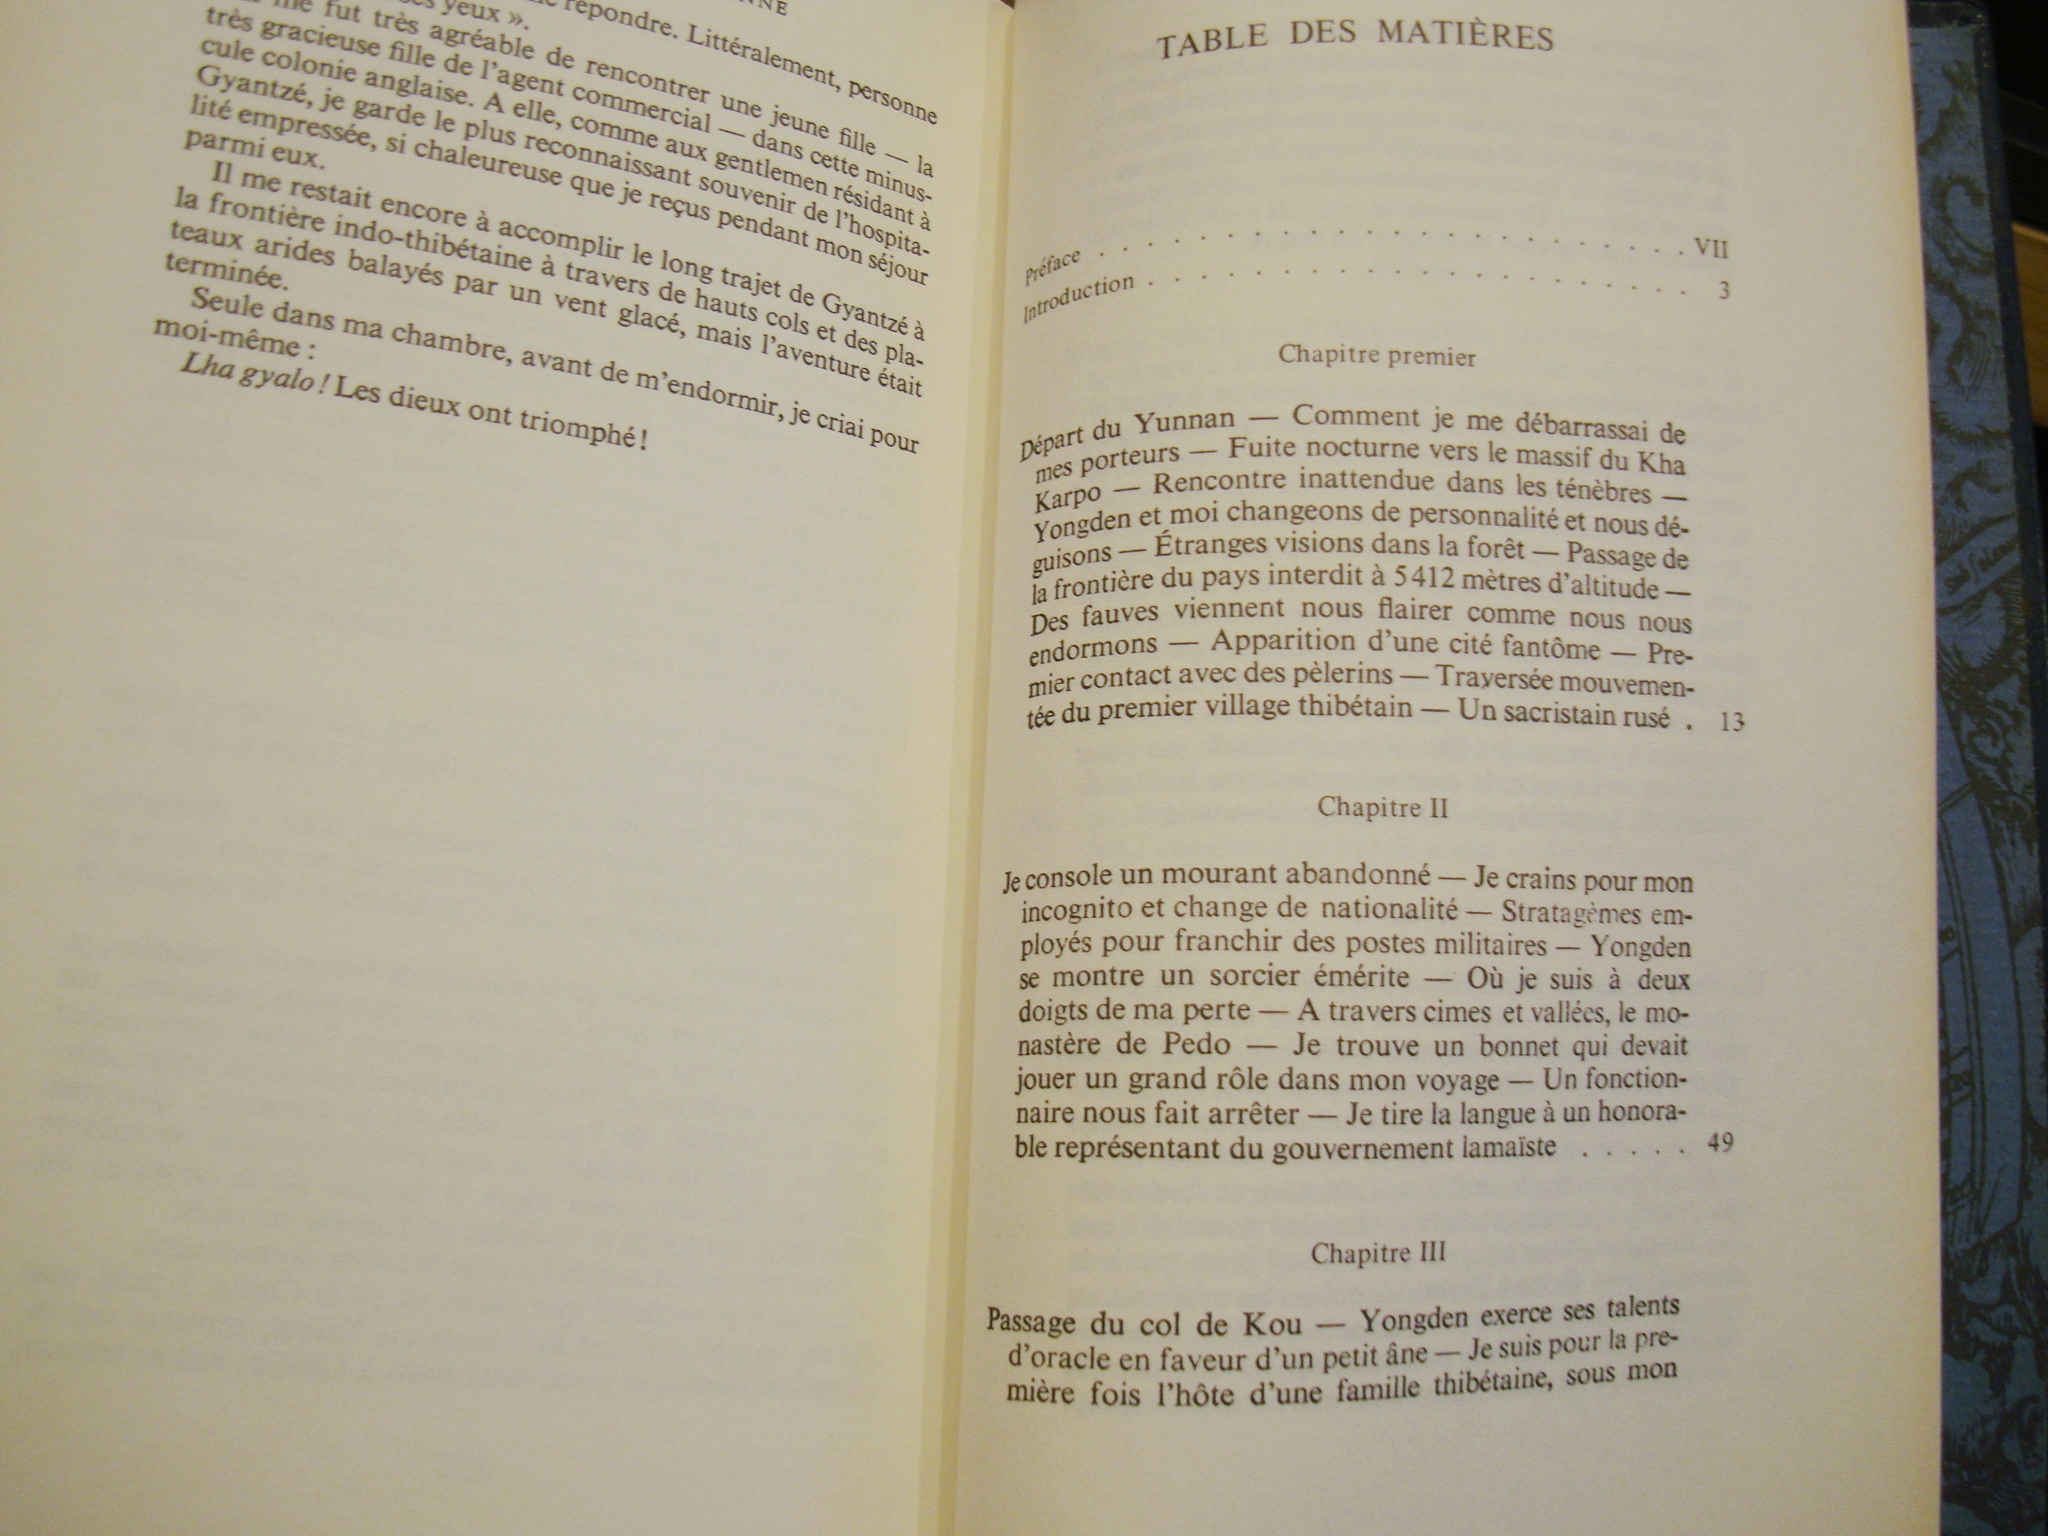 NNE
ses yeux ».
répondre. Littéralement, personne
me fut très agréable de rencontrer une jeune fille — la
très gracieuse fille de l'agent commercial — dans cette minus-
cule colonie anglaise. A elle, comme aux gentlemen résidant à
Gyantzé, je garde le plus reconnaissant souvenir de l'hospita-
lité empressée, si chaleureuse que je reçus pendant mon séjour
parmi eux.
Il me restait encore à accomplir le long trajet de Gyantzé à
la frontière indo-thibétaine à travers de hauts cols et des pla-
teaux arides balayés par un vent glacé, mais l'aventure était
terminée.
Seule dans ma chambre, avant de m'endormir, je criai pour
moi-même :
Lha gyalo ! Les dieux ont triomphé !
TABLE DES MATIÈRES
Préface . . . . . . . . . . . . . . . . . . . . . . . VII
Introduction . . . . . . . . . . . . . . . . . . . . . 3
Chapitre premier
Départ du Yunnan — Comment je me débarrassai de
mes porteurs — Fuite nocturne vers le massif du Kha
Karpo — Rencontre inattendue dans les ténèbres —
Yongden et moi changeons de personnalité et nous dé-
guisons — Étranges visions dans la forêt — Passage de
la frontière du pays interdit à 5 412 mètres d'altitude —
Des fauves viennent nous flairer comme nous nous
endormons — Apparition d'une cité fantôme — Pre-
mier contact avec des pèlerins — Traversée mouvemen-
tée du premier village thibétain — Un sacristain rusé . 13
Chapitre II
Je console un mourant abandonné — Je crains pour mon
incognito et change de nationalité — Stratagèmes em-
ployés pour franchir des postes militaires — Yongden
se montre un sorcier émérite — Où je suis à deux
doigts de ma perte — A travers cimes et vallées, le mo-
nastère de Pedo — Je trouve un bonnet qui devait
jouer un grand rôle dans mon voyage — Un fonction-
naire nous fait arrêter — Je tire la langue à un honora-
ble représentant du gouvernement lamaïste . . . . . 49
Chapitre III
Passage du col de Kou — Yongden exerce ses talents
d'oracle en faveur d'un petit âne — Je suis pour la pre-
mière fois l'hôte d'une famille thibétaine, sous mon